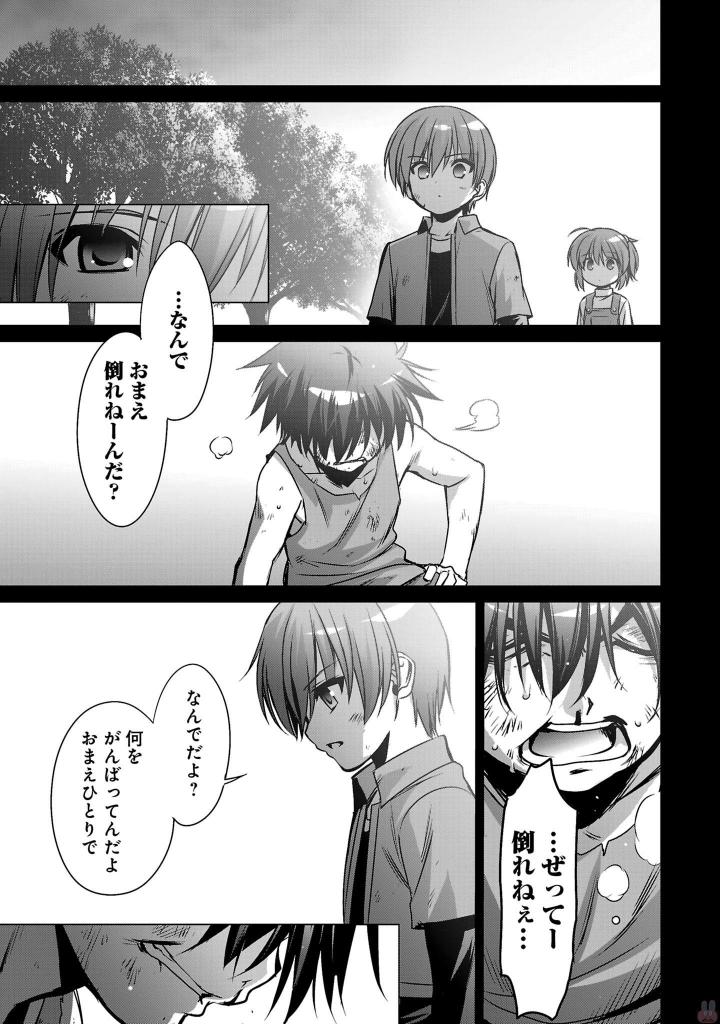 …なんで
おまえ
倒れねーんだ？
…ぜってー
倒れねぇ…
なんでだよ？
何を
がんばってんだよ
おまえひとりで